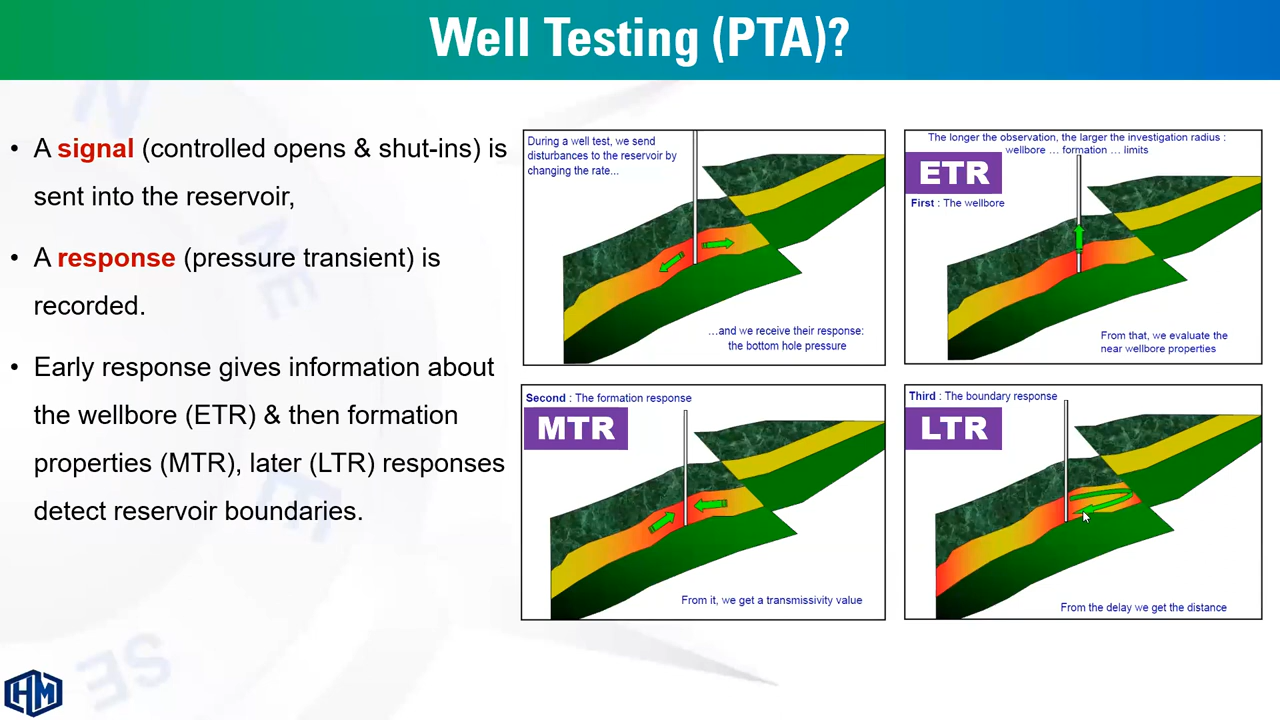 Well Testing (PTA)?
• A signal (controlled opens & shut-ins) is
sent into the reservoir,
• A response (pressure transient) is
recorded.
• Early response gives information about
the wellbore (ETR) & then formation
properties (MTR), later (LTR) responses
detect reservoir boundaries.
During a well test, we send
disturbances to the reservoir by
changing the rate...
...and we receive their response:
the bottom hole pressure
The longer the observation, the larger the investigation radius :
wellbore ... formation ... limits
ETR
First : The wellbore
From that, we evaluate the
near wellbore properties
Second : The formation response
MTR
From it, we get a transmissivity value
Third : The boundary response
LTR
From the delay we get the distance
N
NE
E
SE
HM